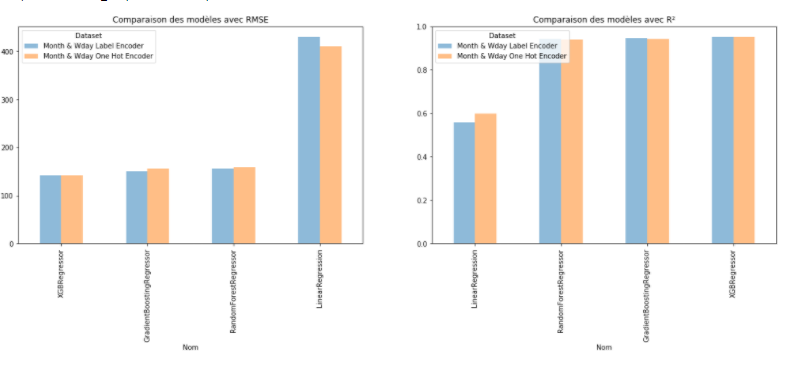 Comparaison des modèles avec RMSE
Dataset
Month & Wday Label Encoder
Month & Wday One Hot Encoder
400
300
200
100
0
XGBRegressor
GradientBoostingRegressor
RandomForestRegressor
LinearRegression
Nom
Comparaison des modèles avec R²
Dataset
Month & Wday Label Encoder
Month & Wday One Hot Encoder
1.0
0.8
0.6
0.4
0.2
0.0
LinearRegression
RandomForestRegressor
GradientBoostingRegressor
XGBRegressor
Nom